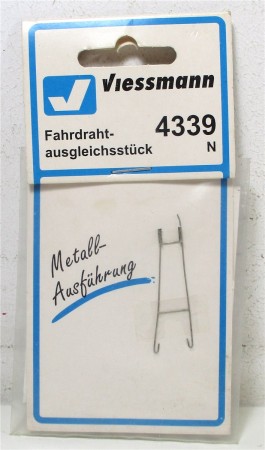 Viessmann
Fahrdraht-
ausgleichsstück
4339
N
Metall-
Ausführung